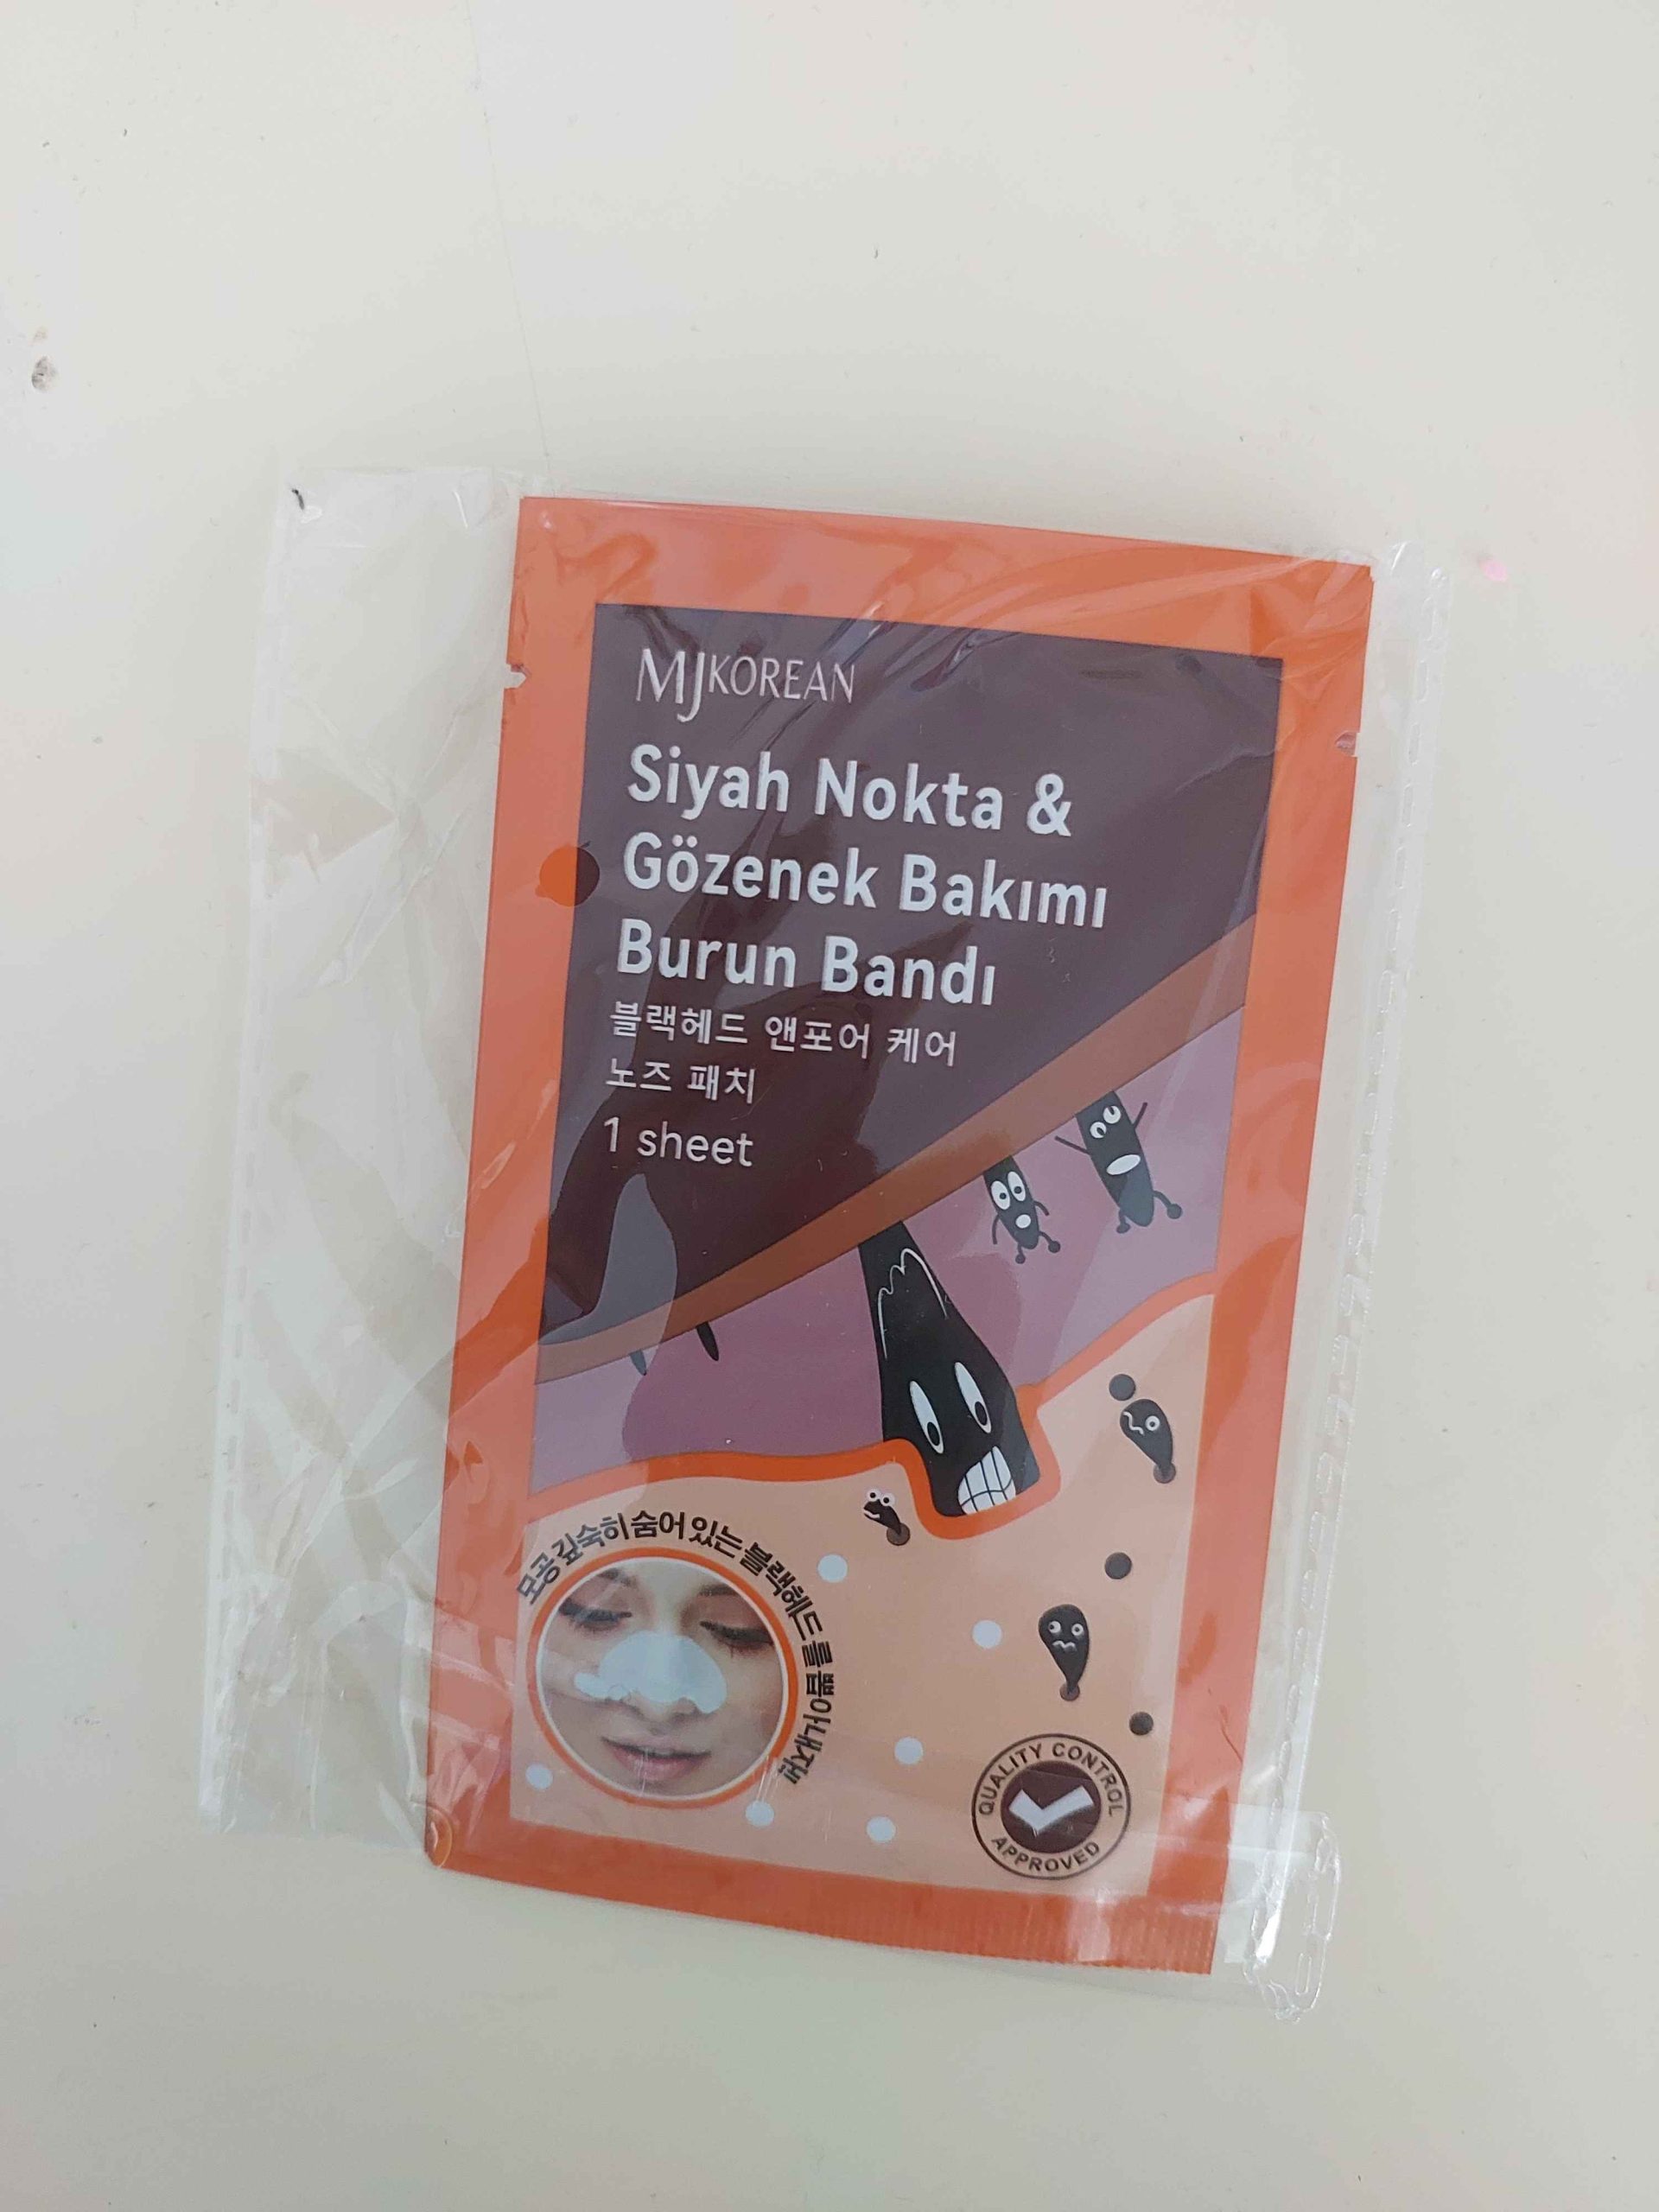 MJKOREAN
Siyah Nokta &
Gözenek Bakımı
Burun Bandı
블랙헤드 앤포어 케어
노즈 패치
1 sheet
모공 깊숙히 숨어 있는 블랙헤드를 뽑아내자!!
QUALITY CONTROL
APPROVED